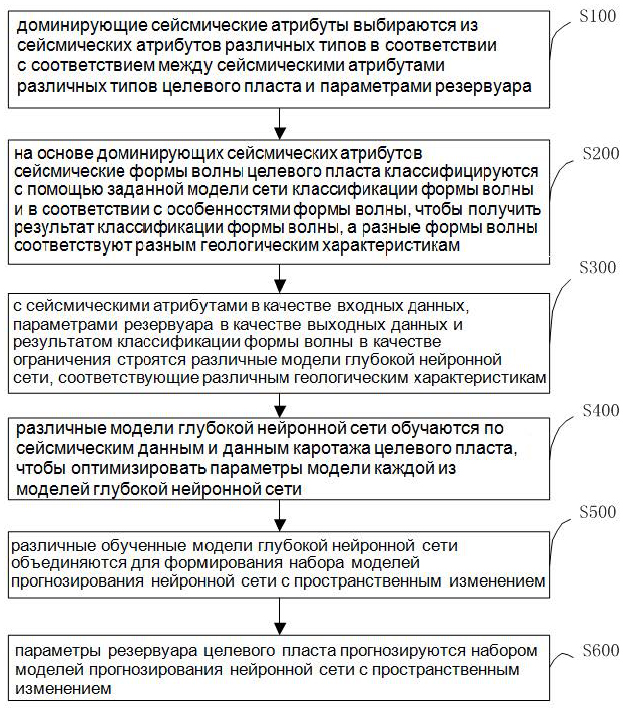 доминирующие сейсмические атрибуты выбираются из
сейсмических атрибутов различных типов в соответствии
с соответствием между сейсмическими атрибутами
различных типов целевого пласта и параметрами резервуара
S100
на основе доминирующих сейсмических атрибутов
сейсмические формы волны целевого пласта классифицируются
с помощью заданной модели сети классификации формы волны
и в соответствии с особенностями формы волны, чтобы получить
результат классификации формы волны, а разные формы волны
соответствуют разным геологическим характеристикам
S200
с сейсмическими атрибутами в качестве входных данных,
параметрами резервуара в качестве выходных данных и
результатом классификации формы волны в качестве
ограничения строятся различные модели глубокой нейронной
сети, соответствующие различным геологическим характеристикам
S300
различные модели глубокой нейронной сети обучаются по
сейсмическим данным и данным каротажа целевого пласта,
чтобы оптимизировать параметры модели каждой из
моделей глубокой нейронной сети
S400
различные обученные модели глубокой нейронной сети
объединяются для формирования набора моделей
прогнозирования нейронной сети с пространственным изменением
S500
параметры резервуара целевого пласта прогнозируются набором
моделей прогнозирования нейронной сети с пространственным
изменением
S600